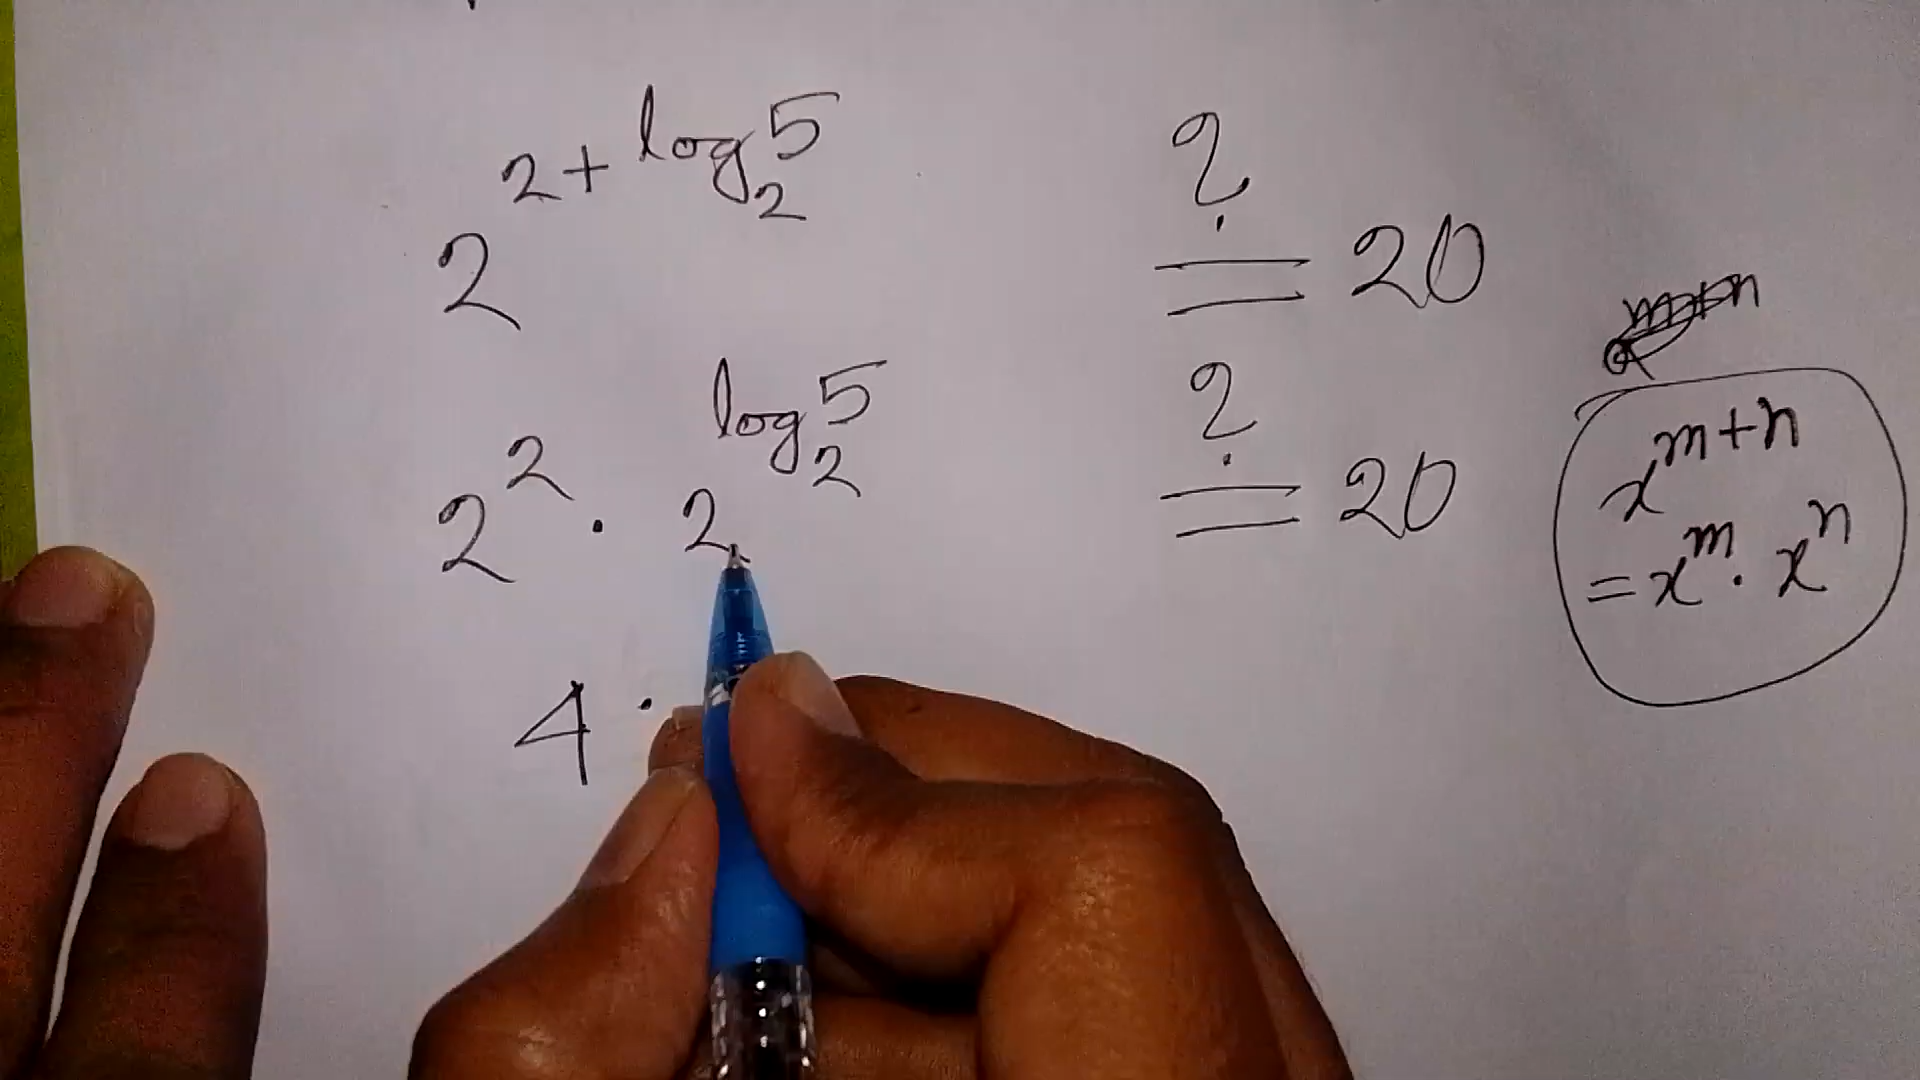 2^{2 + log_2 5} ≟ 20
2^2 · 2^{log_2 5} ≟ 20
4 ·
x^{m+n}
= x^m · x^n